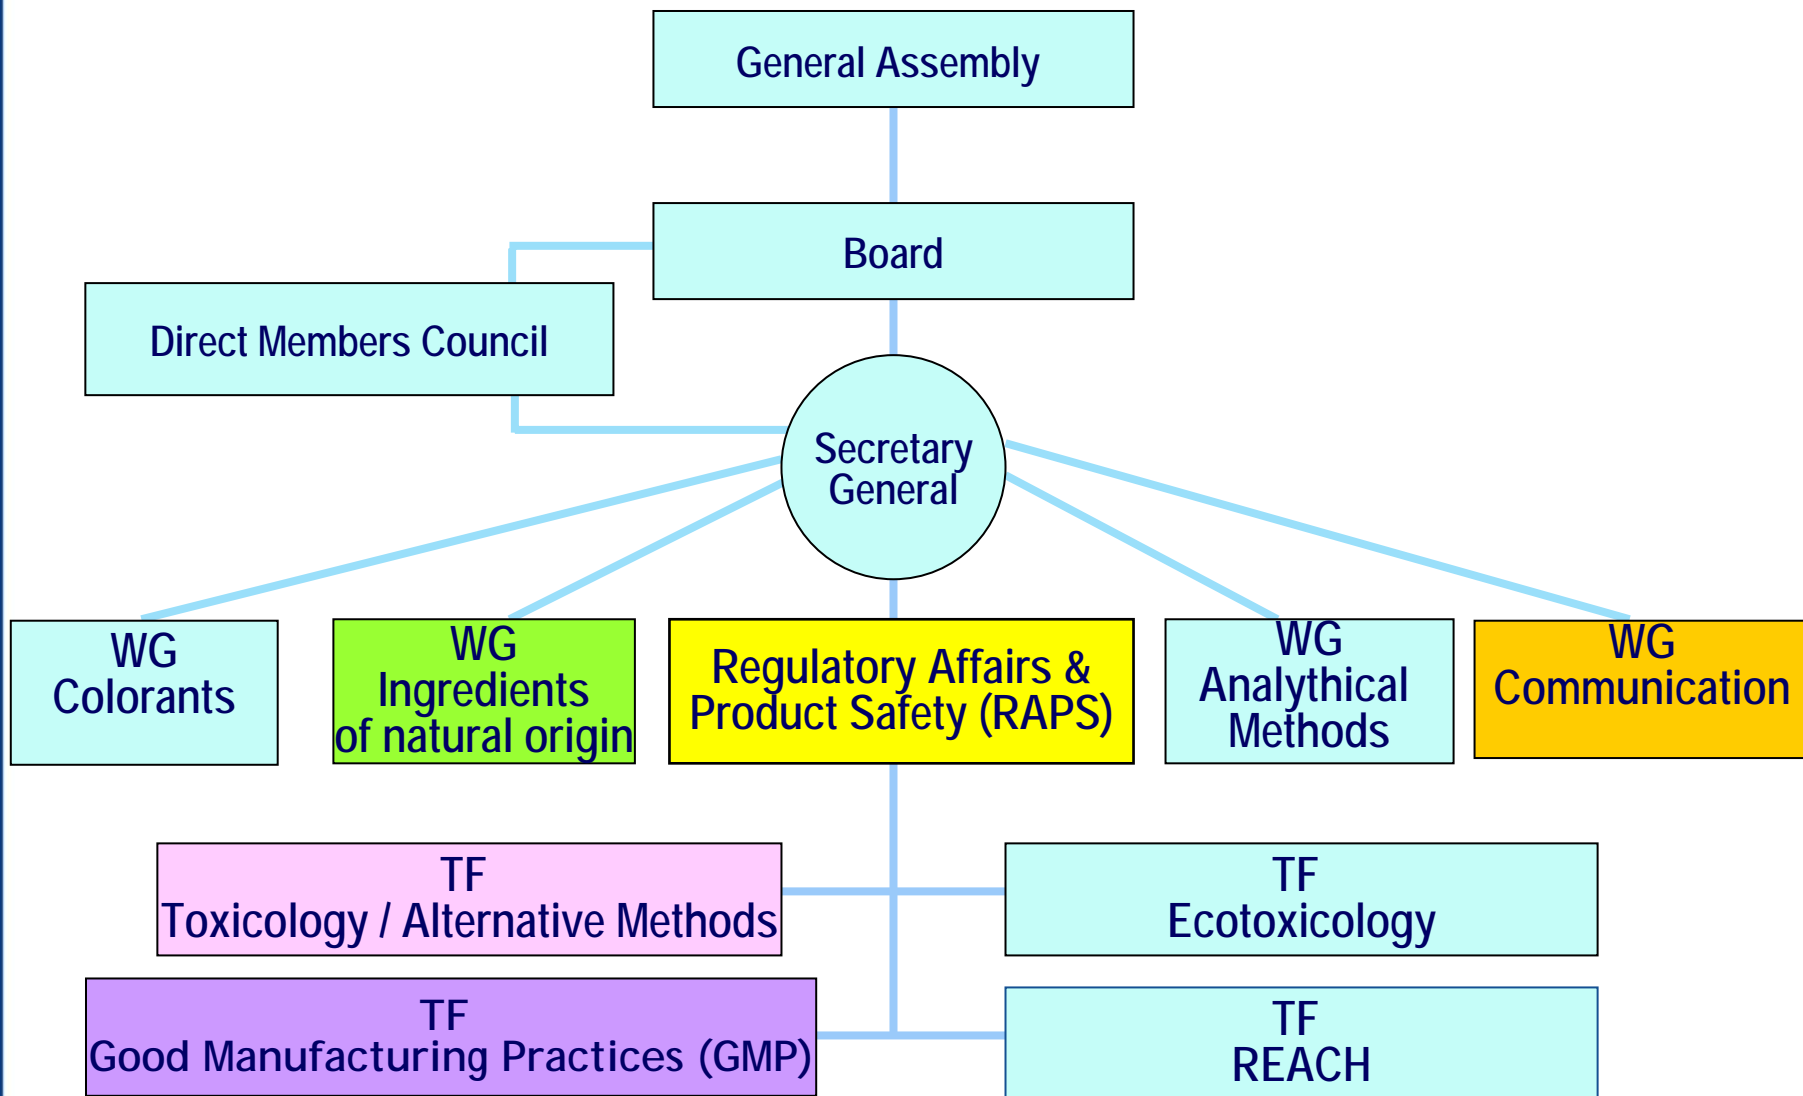 General Assembly
Board
Direct Members Council
Secretary
General
WG
Colorants
WG
Ingredients
of natural origin
Regulatory Affairs &
Product Safety (RAPS)
WG
Analythical
Methods
WG
Communication
TF
Toxicology / Alternative Methods
TF
Ecotoxicology
TF
Good Manufacturing Practices (GMP)
TF
REACH